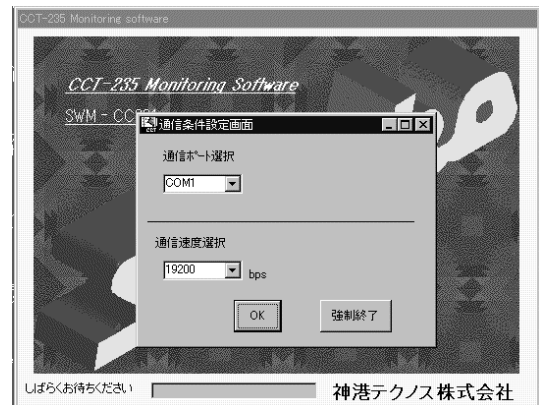 CCT-235 Monitoring software
CCT-235 Monitoring Software
SWM - CC
通信条件設定画面
通信ポート選択
COM1
通信速度選択
19200 bps
OK 強制終了
しばらくお待ちください
神港テクノス株式会社